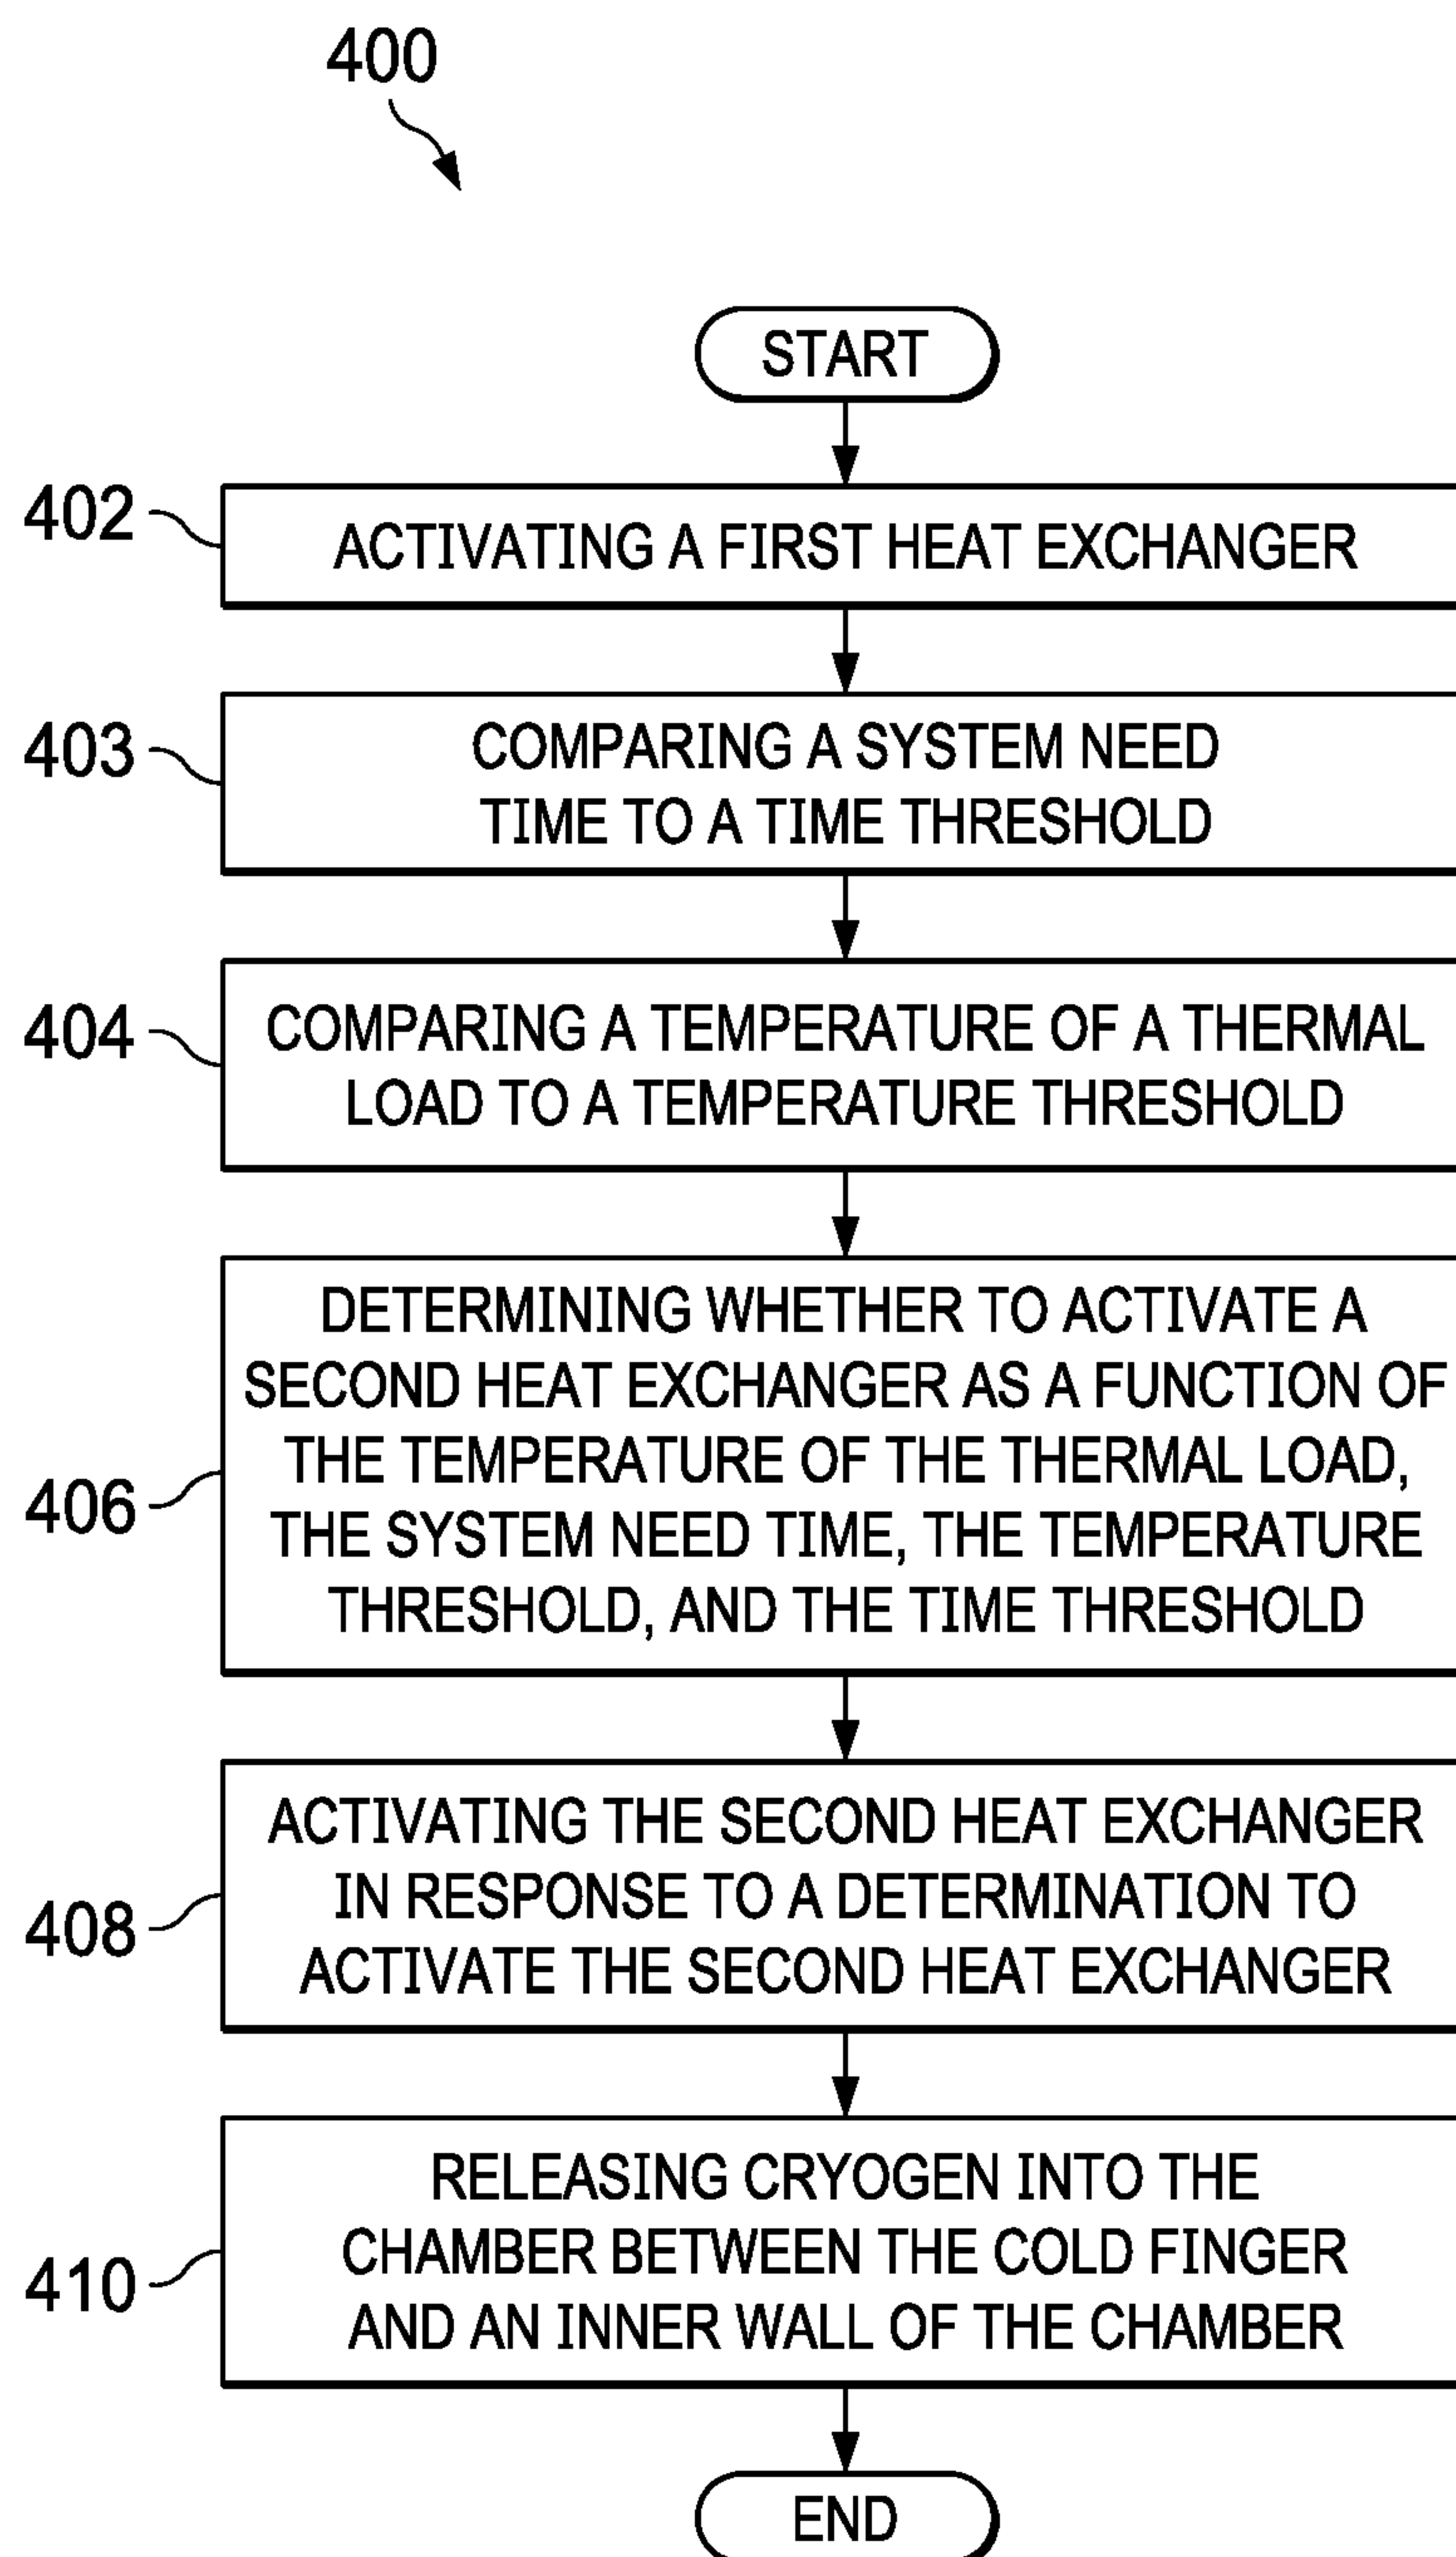 400
START
402
ACTIVATING A FIRST HEAT EXCHANGER
403
COMPARING A SYSTEM NEED
TIME TO A TIME THRESHOLD
404
COMPARING A TEMPERATURE OF A THERMAL
LOAD TO A TEMPERATURE THRESHOLD
406
DETERMINING WHETHER TO ACTIVATE A
SECOND HEAT EXCHANGER AS A FUNCTION OF
THE TEMPERATURE OF THE THERMAL LOAD,
THE SYSTEM NEED TIME, THE TEMPERATURE
THRESHOLD, AND THE TIME THRESHOLD
408
ACTIVATING THE SECOND HEAT EXCHANGER
IN RESPONSE TO A DETERMINATION TO
ACTIVATE THE SECOND HEAT EXCHANGER
410
RELEASING CRYOGEN INTO THE
CHAMBER BETWEEN THE COLD FINGER
AND AN INNER WALL OF THE CHAMBER
END